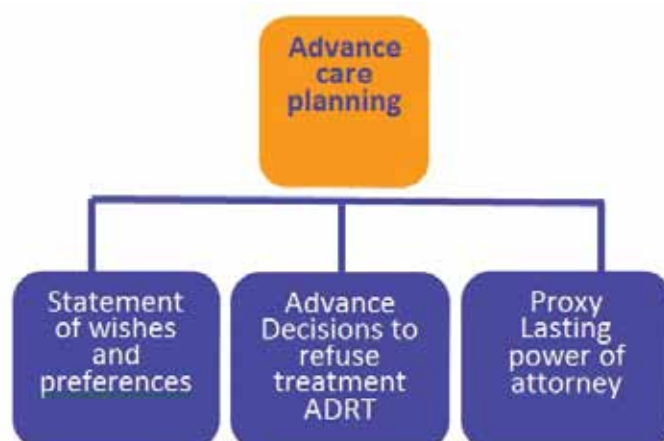 Advance
care
planning
Statement
of wishes
and
preferences
Advance
Decisions to
refuse
treatment
ADRT
Proxy
Lasting
power of
attorney